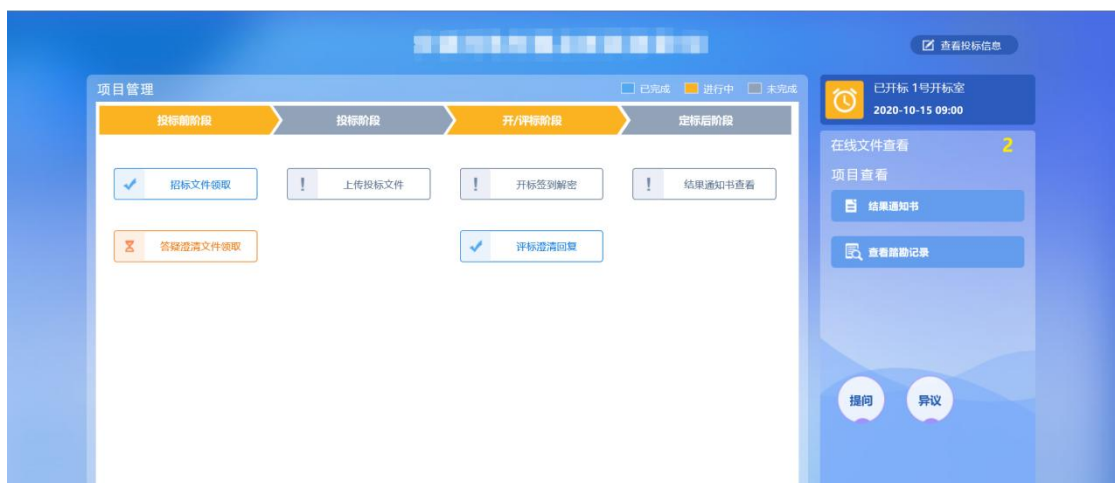 查看投标信息
项目管理
已完成 进行中 未完成
投标前阶段 投标阶段 开/评标阶段 定标后阶段
招标文件领取 上传投标文件 开标签到解密 结果通知书查看
答疑澄清文件领取 评标澄清回复
已开标 1号开标室
2020-10-15 09:00
在线文件查看 2
项目查看
结果通知书
查看踏勘记录
提问 异议